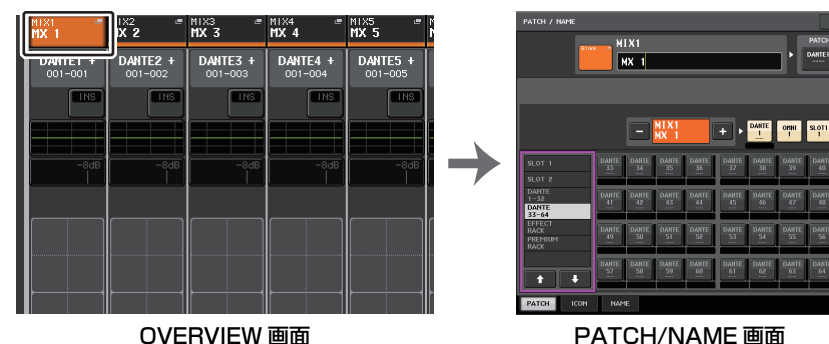 MIX1
MX 1
MIX2
MX 2
MIX3
MX 3
MIX4
MX 4
MIX5
MX 5
DANTE1 +
001-001
DANTE2 +
001-002
DANTE3 +
001-003
DANTE4 +
001-004
DANTE5 +
001-005
INS
INS
INS
INS
INS
-8dB
-8dB
-8dB
-8dB
-8dB
OVERVIEW 画面
PATCH / NAME
Blank
MIX1
MX 1
PATCH
DANTE1
MIX1
MX 1
DANTE
1
OMNI
1
SLOT1
1
SLOT 1
SLOT 2
DANTE
1-32
DANTE
33-64
EFFECT
RACK
PREMIUM
RACK
DANTE
33
DANTE
34
DANTE
35
DANTE
36
DANTE
37
DANTE
38
DANTE
39
DANTE
40
DANTE
41
DANTE
42
DANTE
43
DANTE
44
DANTE
45
DANTE
46
DANTE
47
DANTE
48
DANTE
49
DANTE
50
DANTE
51
DANTE
52
DANTE
53
DANTE
54
DANTE
55
DANTE
56
DANTE
57
DANTE
58
DANTE
59
DANTE
60
DANTE
61
DANTE
62
DANTE
63
DANTE
64
PATCH
ICON
NAME
PATCH/NAME 画面